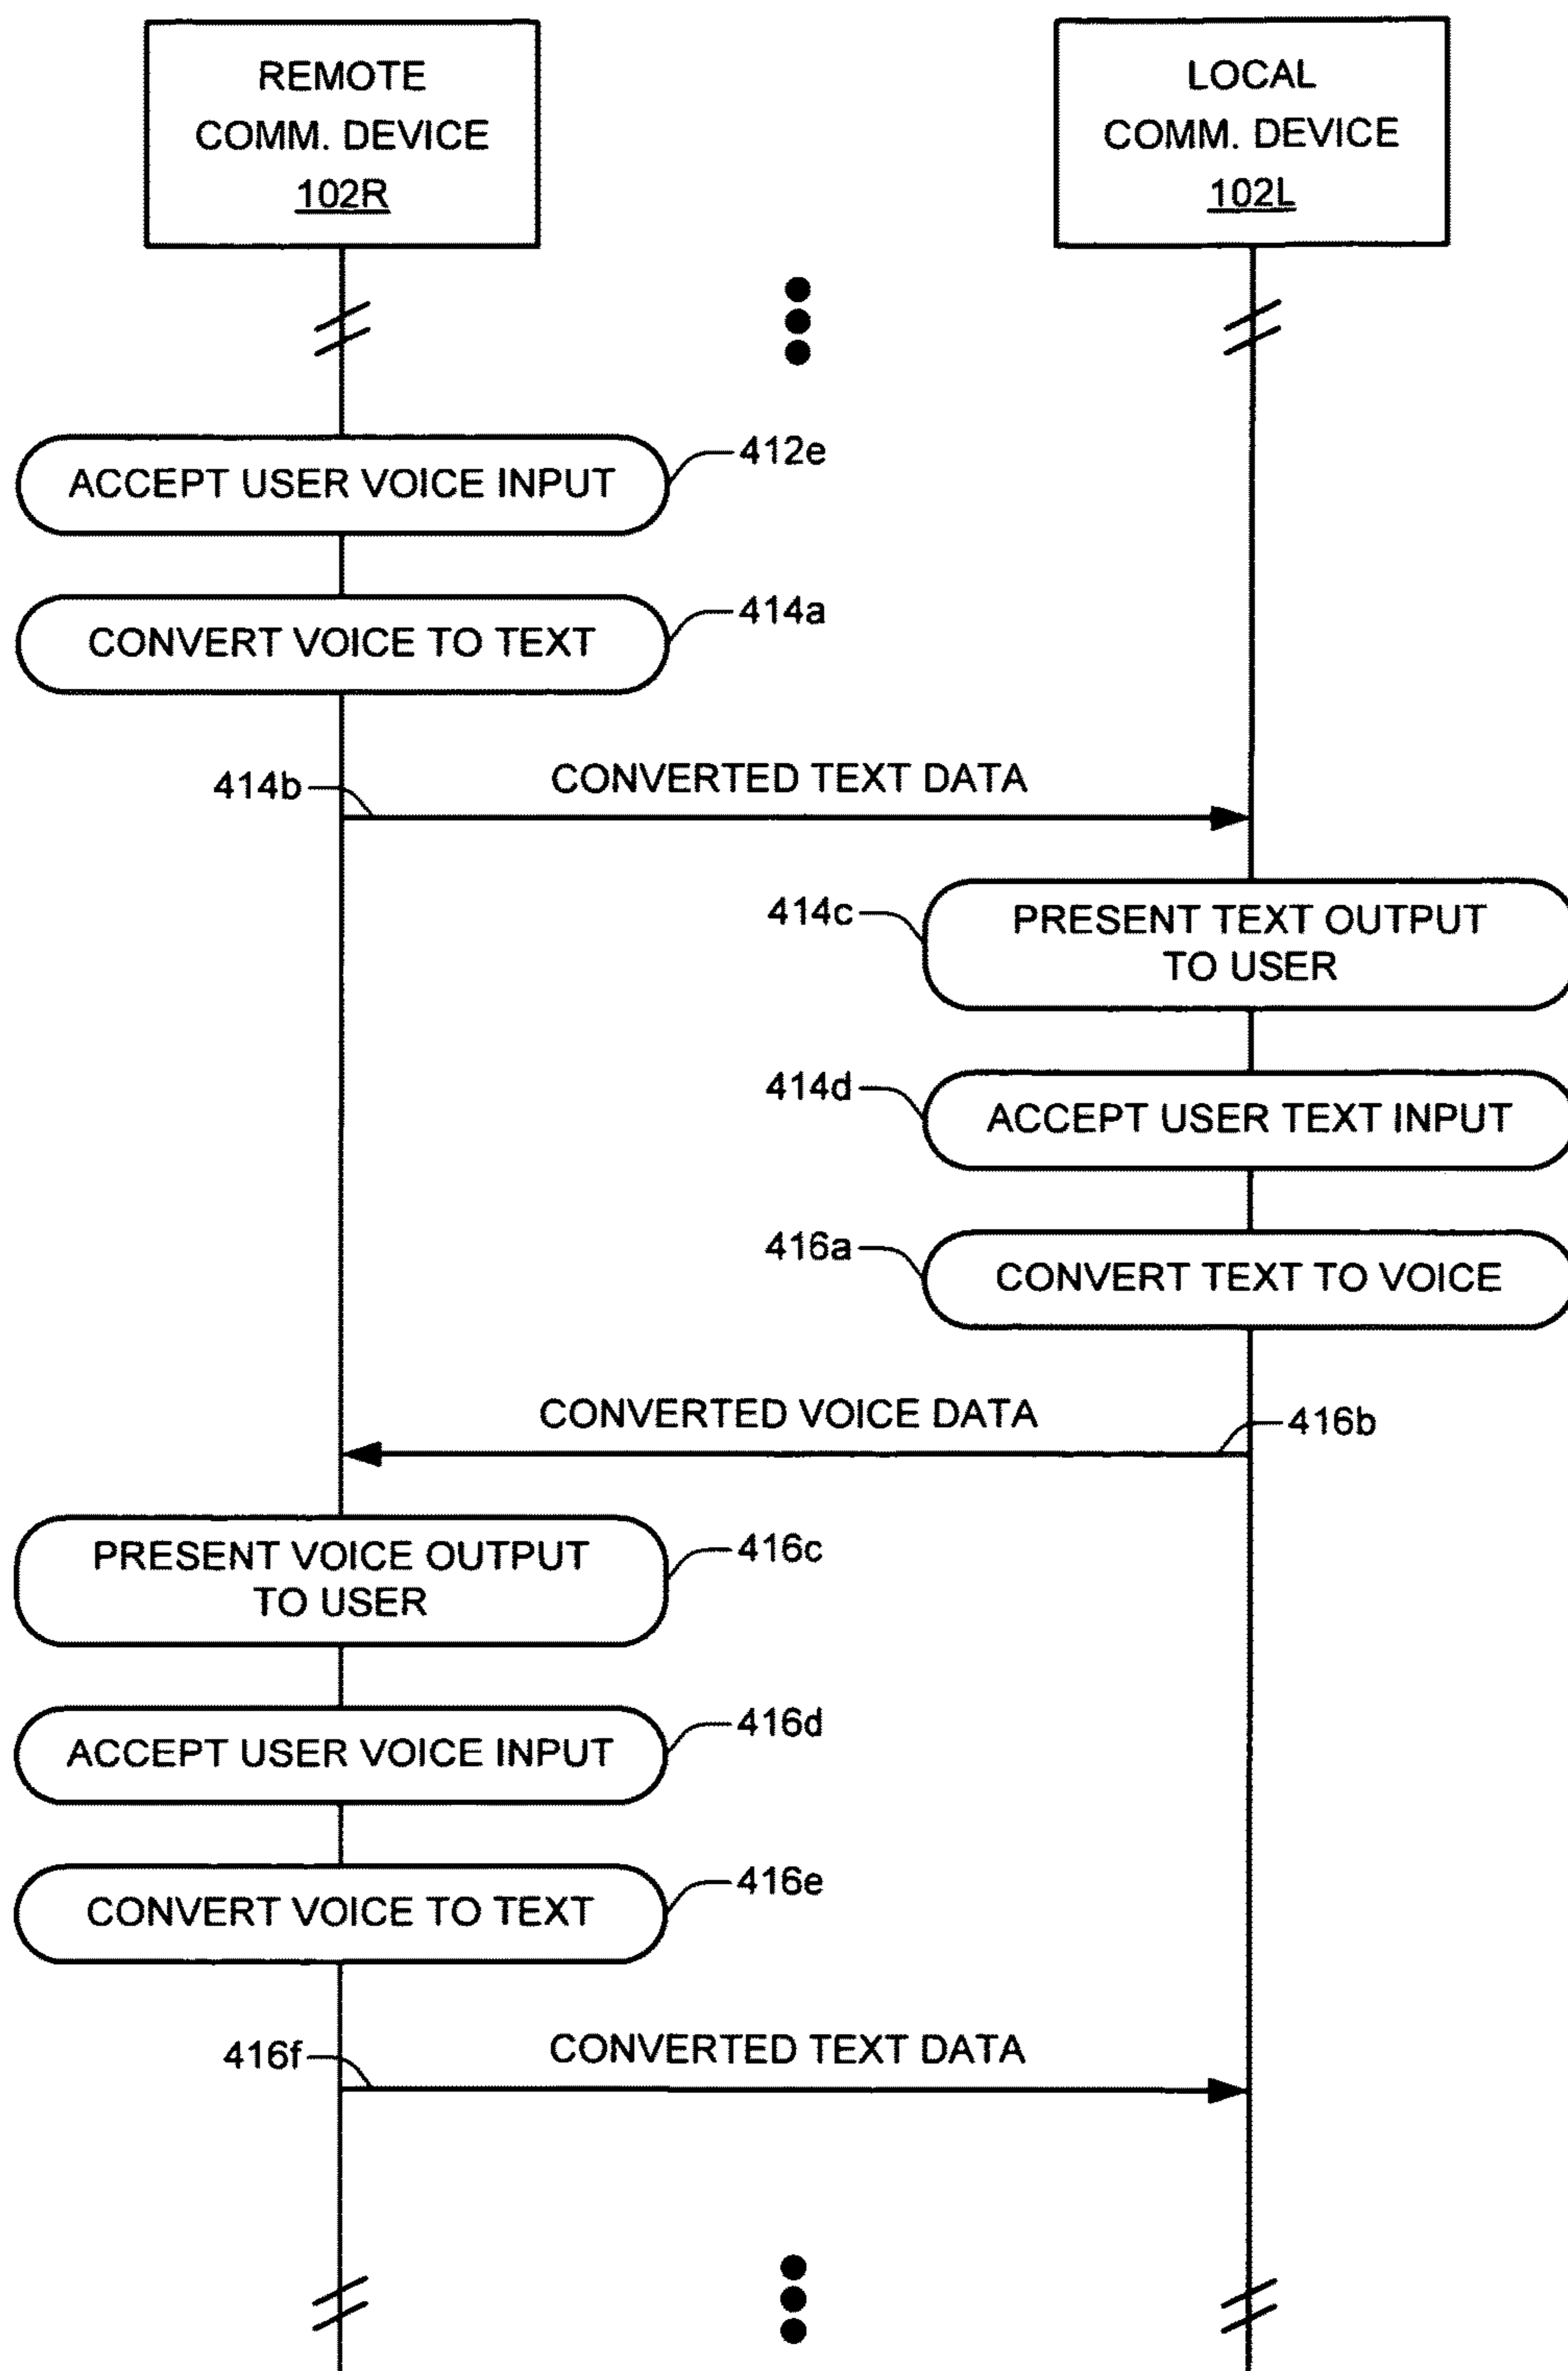 REMOTE
COMM. DEVICE
102R
LOCAL
COMM. DEVICE
102L
ACCEPT USER VOICE INPUT
412e
CONVERT VOICE TO TEXT
414a
414b
CONVERTED TEXT DATA
414c
PRESENT TEXT OUTPUT
TO USER
414d
ACCEPT USER TEXT INPUT
416a
CONVERT TEXT TO VOICE
CONVERTED VOICE DATA
416b
PRESENT VOICE OUTPUT
TO USER
416c
ACCEPT USER VOICE INPUT
416d
CONVERT VOICE TO TEXT
416e
416f
CONVERTED TEXT DATA